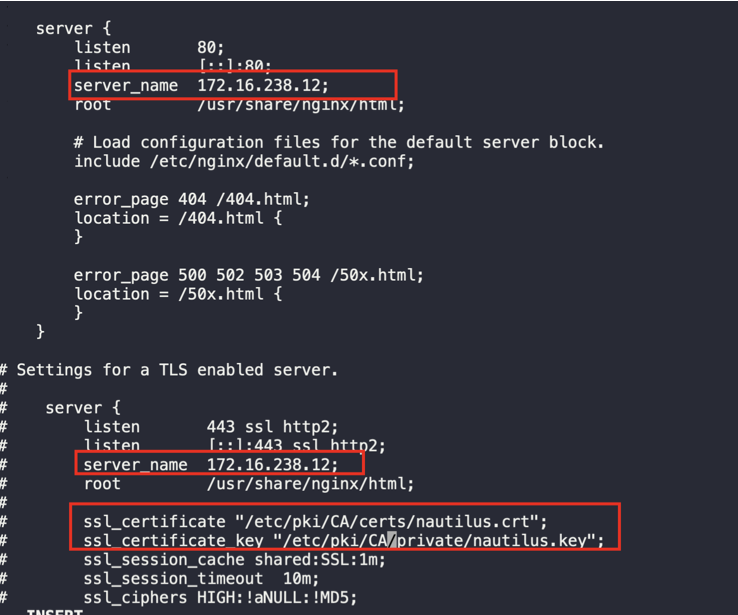 server {
listen 80;
listen [::]:80;
server_name 172.16.238.12;
root /usr/share/nginx/html;
# Load configuration files for the default server block.
include /etc/nginx/default.d/*.conf;
error_page 404 /404.html;
location = /404.html {
}
error_page 500 502 503 504 /50x.html;
location = /50x.html {
}
}
# Settings for a TLS enabled server.
#
# server {
# listen 443 ssl http2;
# listen [::]:443 ssl http2;
# server_name 172.16.238.12;
# root /usr/share/nginx/html;
#
# ssl_certificate "/etc/pki/CA/certs/nautilus.crt";
# ssl_certificate_key "/etc/pki/CA/private/nautilus.key";
# ssl_session_cache shared:SSL:1m;
# ssl_session_timeout 10m;
# ssl_ciphers HIGH:!aNULL:!MD5;
INSERT